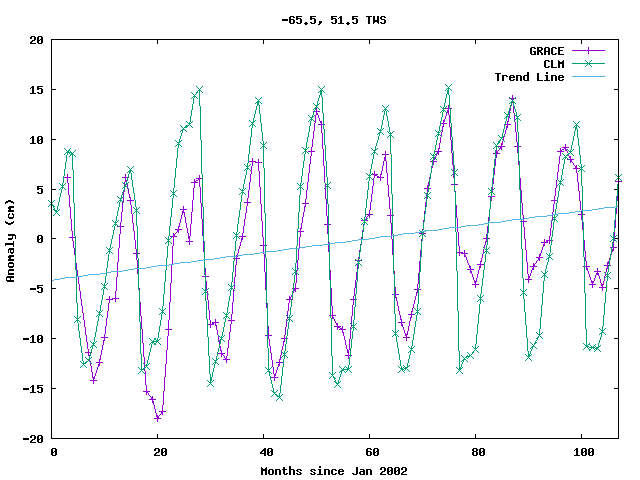 -65.5, 51.5 TWS
GRACE
CLM
Trend Line
20
15
10
5
0
-5
-10
-15
-20
Anomaly (cm)
0 20 40 60 80 100
Months since Jan 2002